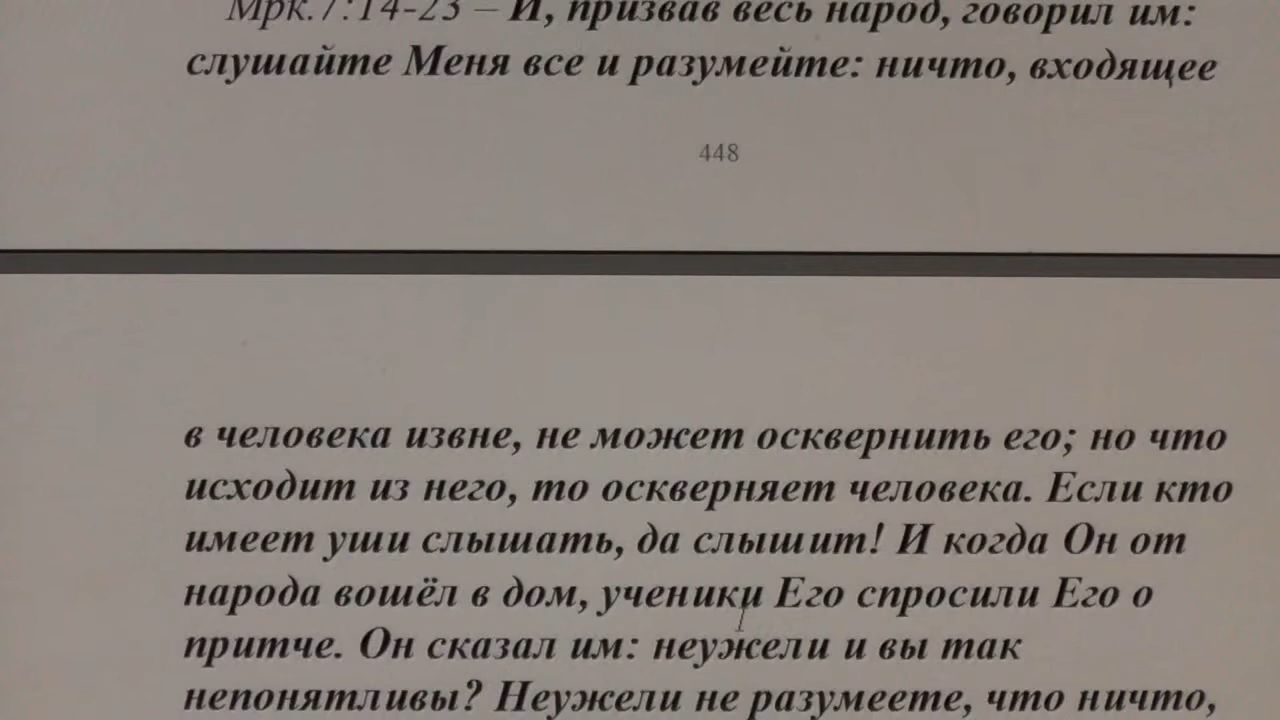 Мрк.7:14-23 – И, призвав весь народ, говорил им:
слушайте Меня все и разумейте: ничто, входящее
448
в человека извне, не может осквернить его; но что
исходит из него, то оскверняет человека. Если кто
имеет уши слышать, да слышит! И когда Он от
народа вошёл в дом, ученики Его спросили Его о
притче. Он сказал им: неужели и вы так
непонятливы? Неужели не разумеете, что ничто,